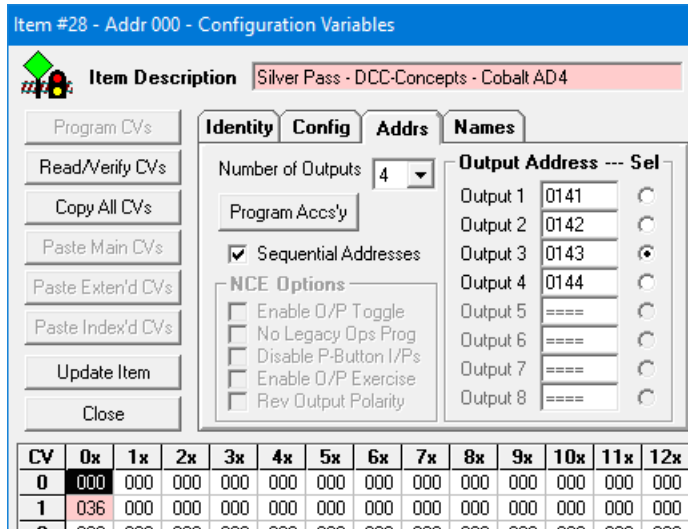 Item #28 - Addr 000 - Configuration Variables
Item Description Silver Pass - DCC-Concepts - Cobalt AD4
Program CVs
Read/Verify CVs
Copy All CVs
Paste Main CVs
Paste Exten'd CVs
Paste Index'd CVs
Update Item
Close
Identity Config Addrs Names
Number of Outputs 4
Program Accs'y
Sequential Addresses
NCE Options
Enable O/P Toggle
No Legacy Ops Prog
Disable P-Button I/Ps
Enable O/P Exercise
Rev Output Polarity
Output Address --- Sel
Output 1 0141
Output 2 0142
Output 3 0143
Output 4 0144
Output 5 ====
Output 6 ====
Output 7 ====
Output 8 ====
CV 0x 1x 2x 3x 4x 5x 6x 7x 8x 9x 10x 11x 12x
0 000 000 000 000 000 000 000 000 000 000 000 000 000
1 036 000 000 000 000 000 000 000 000 000 000 000 000